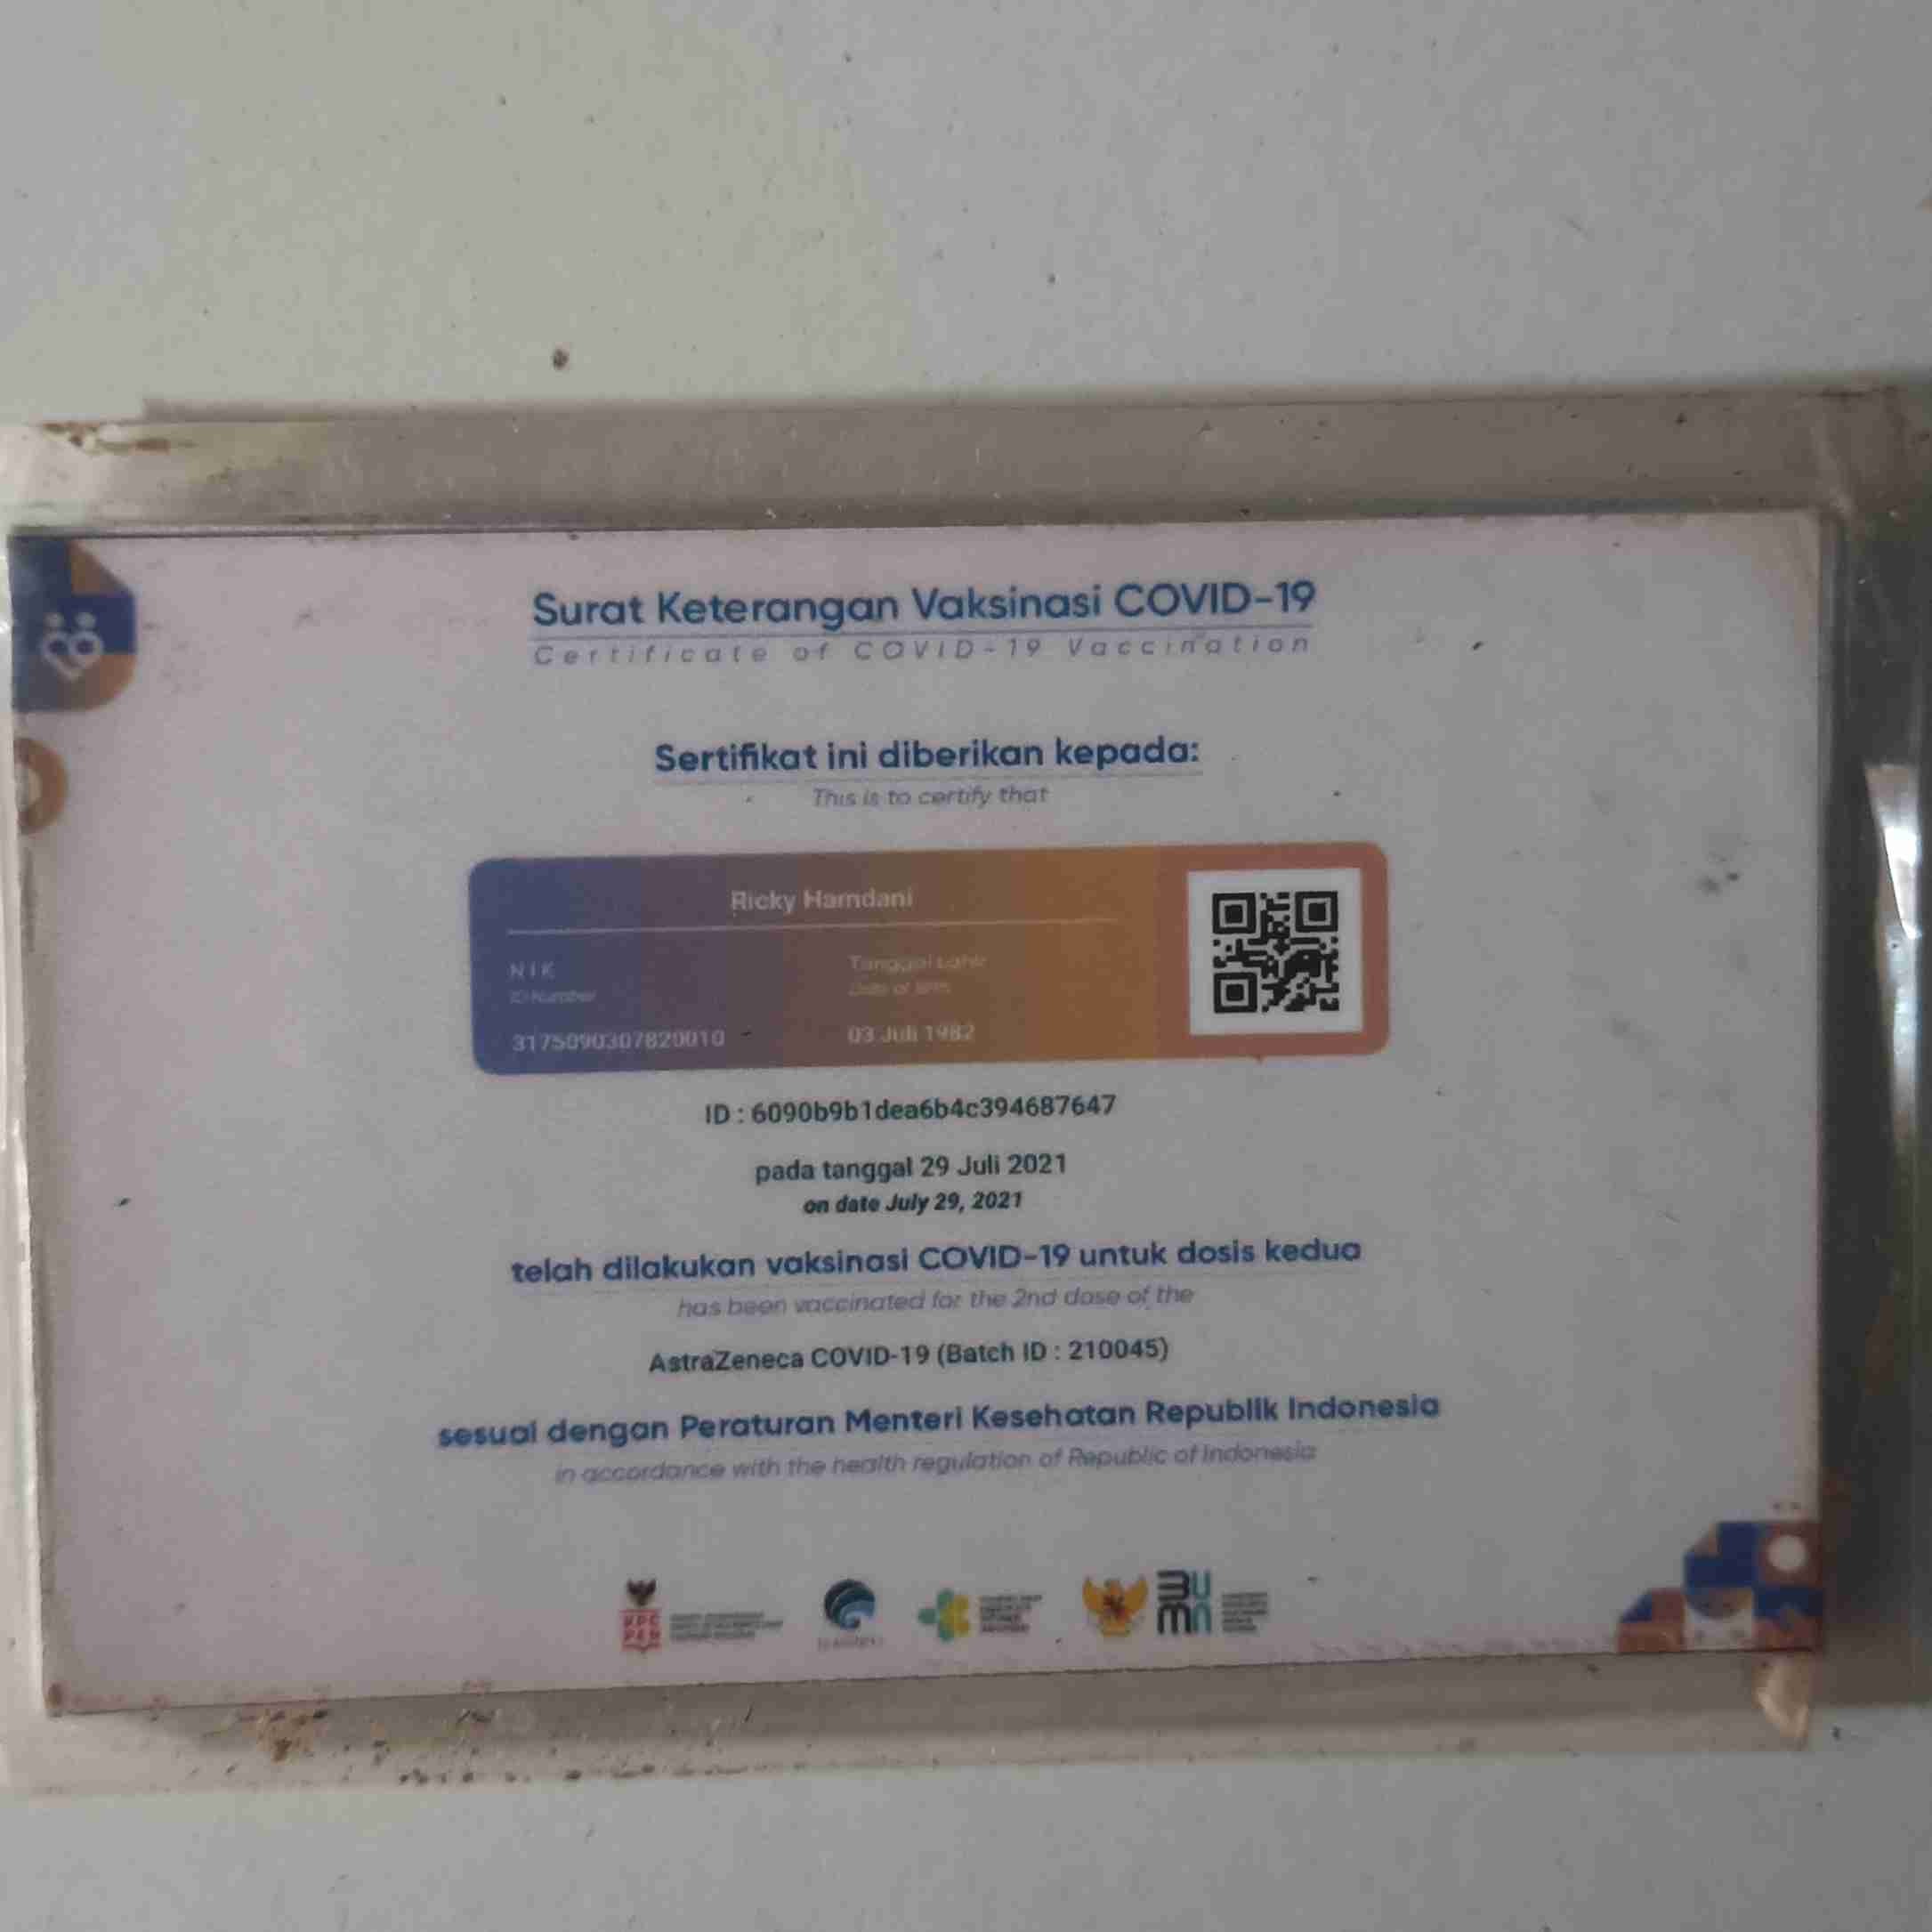 Surat Keterangan Vaksinasi COVID-19
Certificate of COVID-19 Vaccination
Sertifikat ini diberikan kepada:
This is to certify that
Ricky Hamdani
NIK
ID Number
3175090307820010
Tanggal Lahir
Date of Birth
03 Juli 1982
ID : 6090b9b1dea6b4c394687647
pada tanggal 29 Juli 2021
on date July 29, 2021
telah dilakukan vaksinasi COVID-19 untuk dosis kedua
has been vaccinated for the 2nd dose of the
AstraZeneca COVID-19 (Batch ID : 210045)
sesuai dengan Peraturan Menteri Kesehatan Republik Indonesia
in accordance with the health regulation of Republic of Indonesia
KPC
PEN
BUMN